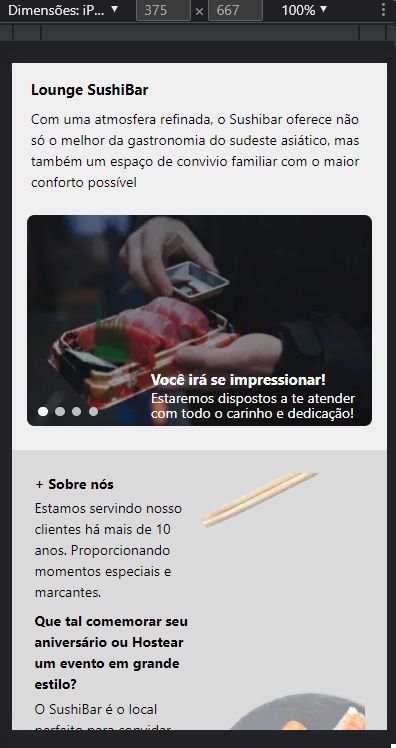 Dimensões: iP... ▼ 375 × 667 100% ▼
Lounge SushiBar
Com uma atmosfera refinada, o Sushibar oferece não
só o melhor da gastronomia do sudeste asiático, mas
também um espaço de convivio familiar com o maior
conforto possível
Você irá se impressionar!
Estaremos dispostos a te atender
com todo o carinho e dedicação!
+ Sobre nós
Estamos servindo nosso
clientes há mais de 10
anos. Proporcionando
momentos especiais e
marcantes.
Que tal comemorar seu
aniversário ou Hostear
um evento em grande
estilo?
O SushiBar é o local
perfeito para convidar